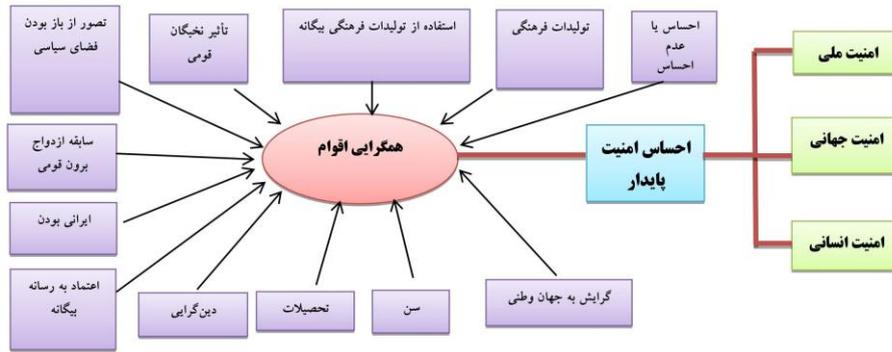 احساس یا
عدم
احساس
تولیدات فرهنگی
استفاده از تولیدات فرهنگی بیگانه
تأثیر نخبگان
قومی
تصور از باز بودن
فضای سیاسی
امنیت ملی
امنیت جهانی
امنیت انسانی
احساس امنیت
پایدار
همگرایی اقوام
سابقه ازدواج
برون قومی
ایرانی بودن
اعتماد به رسانه
بیگانه
دین‌گرایی
تحصیلات
سن
گرایش به جهان وطنی